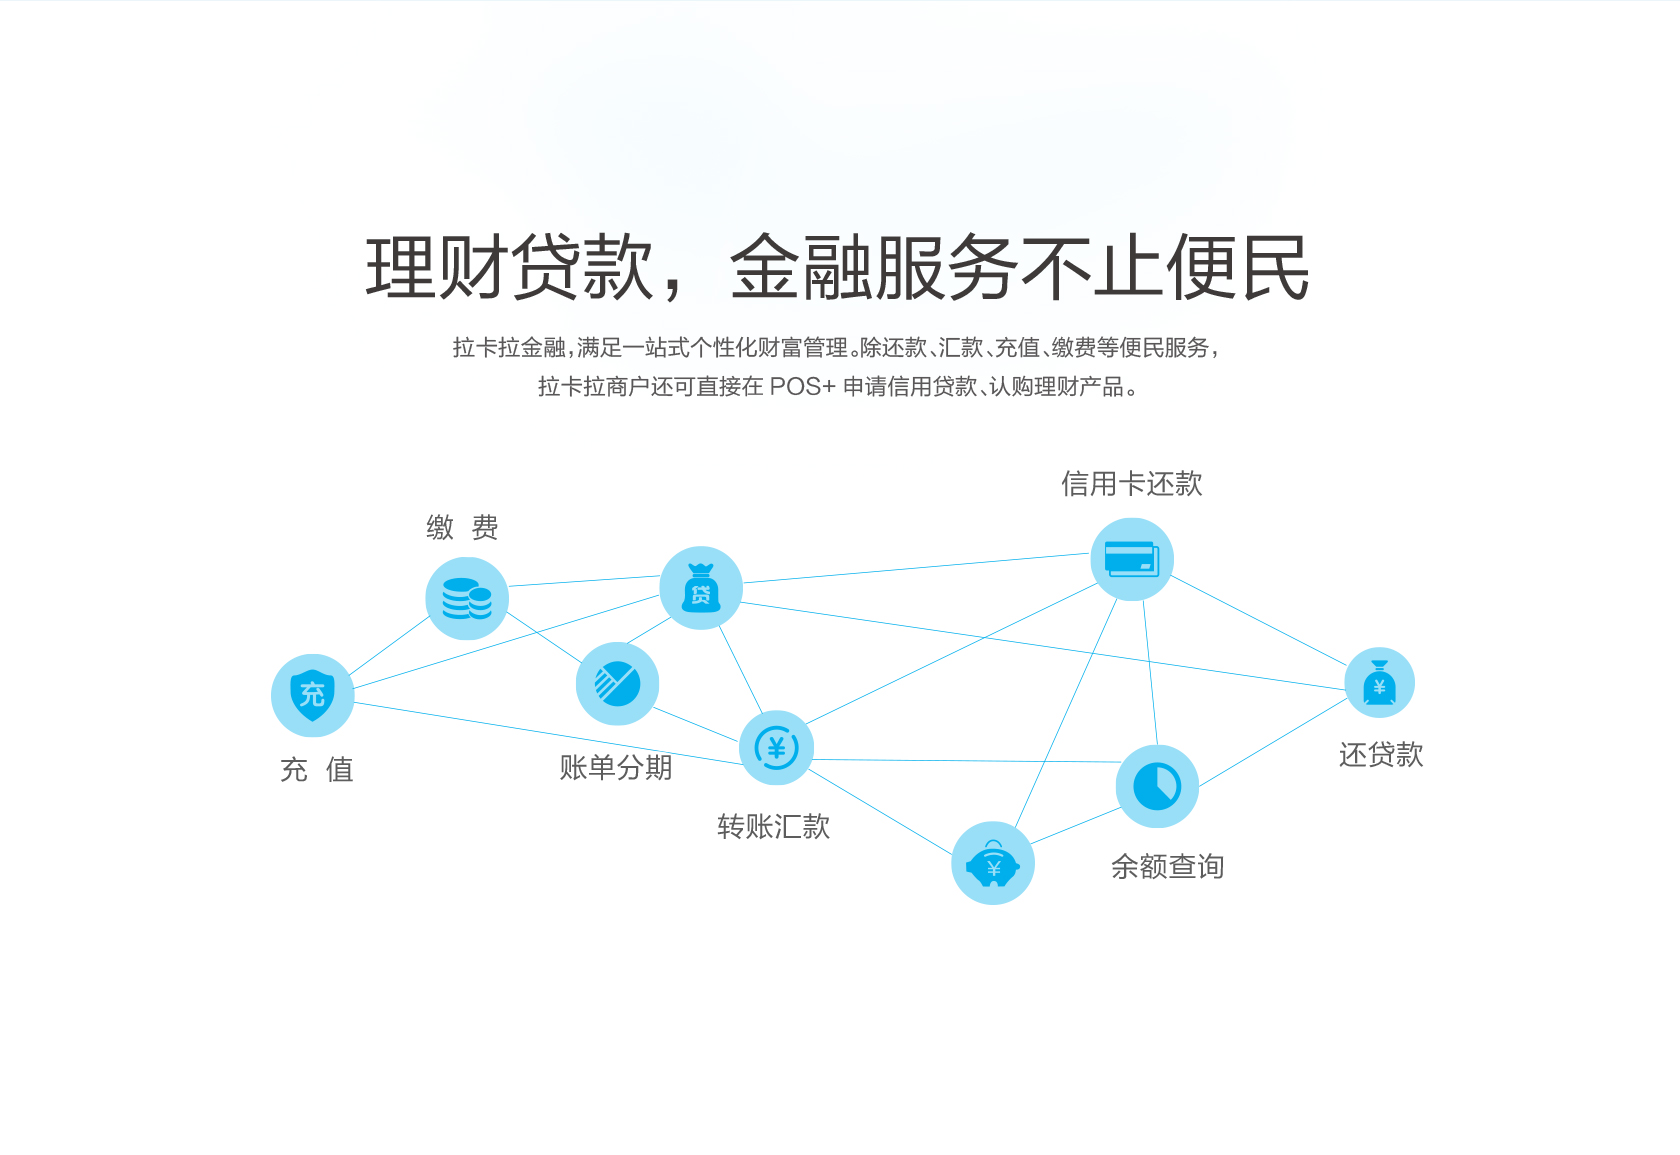 理财贷款，金融服务不止便民
拉卡拉金融，满足一站式个性化财富管理。除还款、汇款、充值、缴费等便民服务，
拉卡拉商户还可直接在 POS+ 申请信用贷款、认购理财产品。
信用卡还款
缴 费
贷
充
¥
充 值
账单分期
¥
转账汇款
还贷款
¥
余额查询